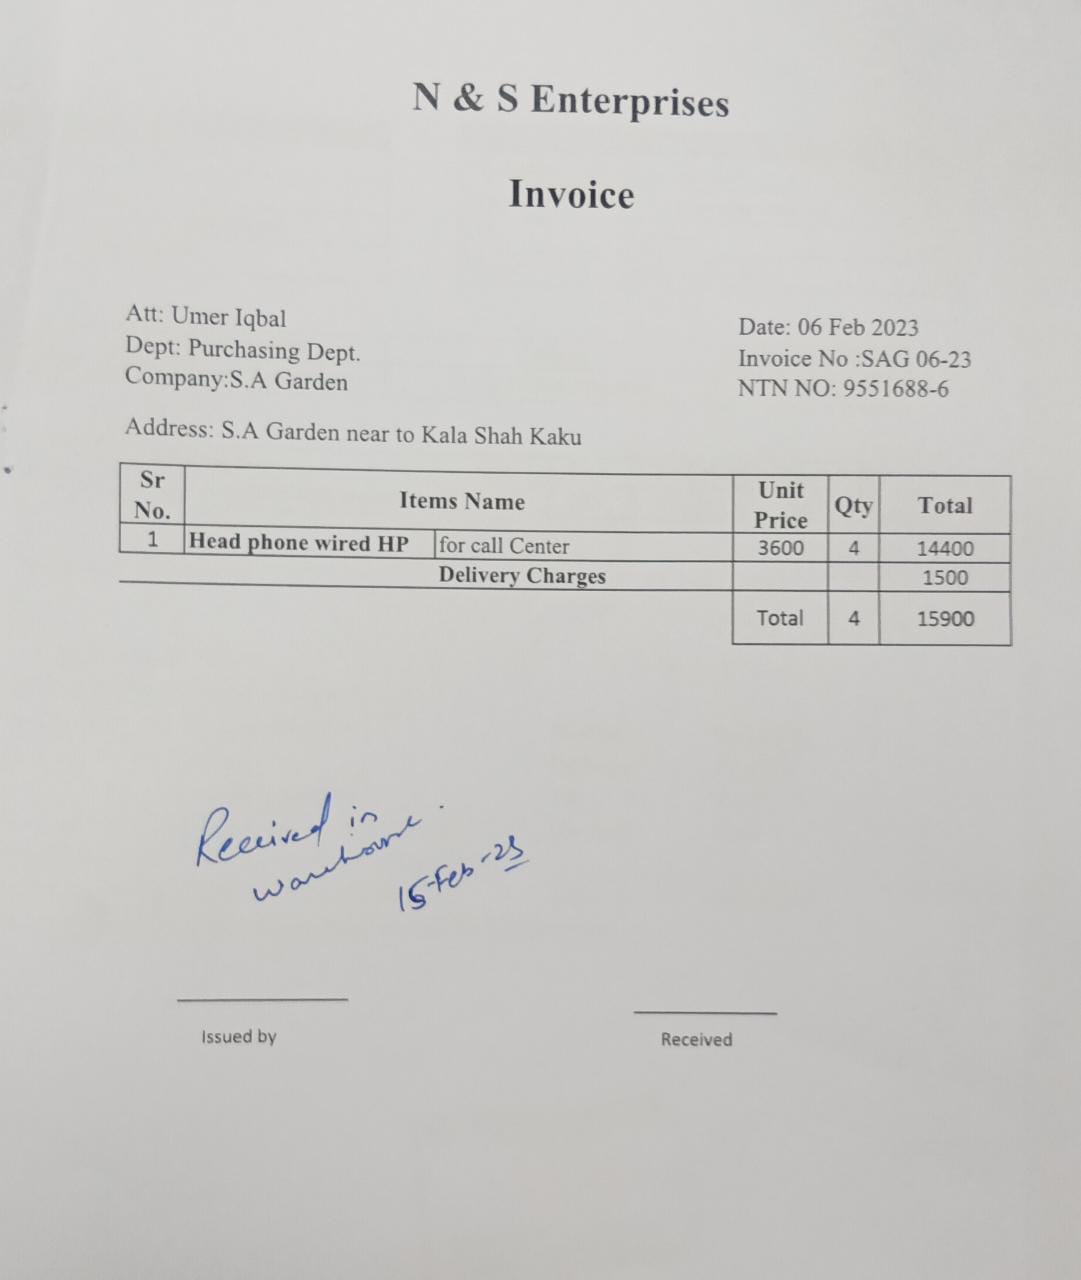 N & S Enterprises
Invoice
Att: Umer Iqbal
Dept: Purchasing Dept.
Company:S.A Garden
Date: 06 Feb 2023
Invoice No :SAG 06-23
NTN NO: 9551688-6
Address: S.A Garden near to Kala Shah Kaku
Sr No. Items Name Unit Price Qty Total
1 Head phone wired HP for call Center 3600 4 14400
Delivery Charges 1500
Total 4 15900
Received in
warehouse.
15-Feb-23
Issued by
Received